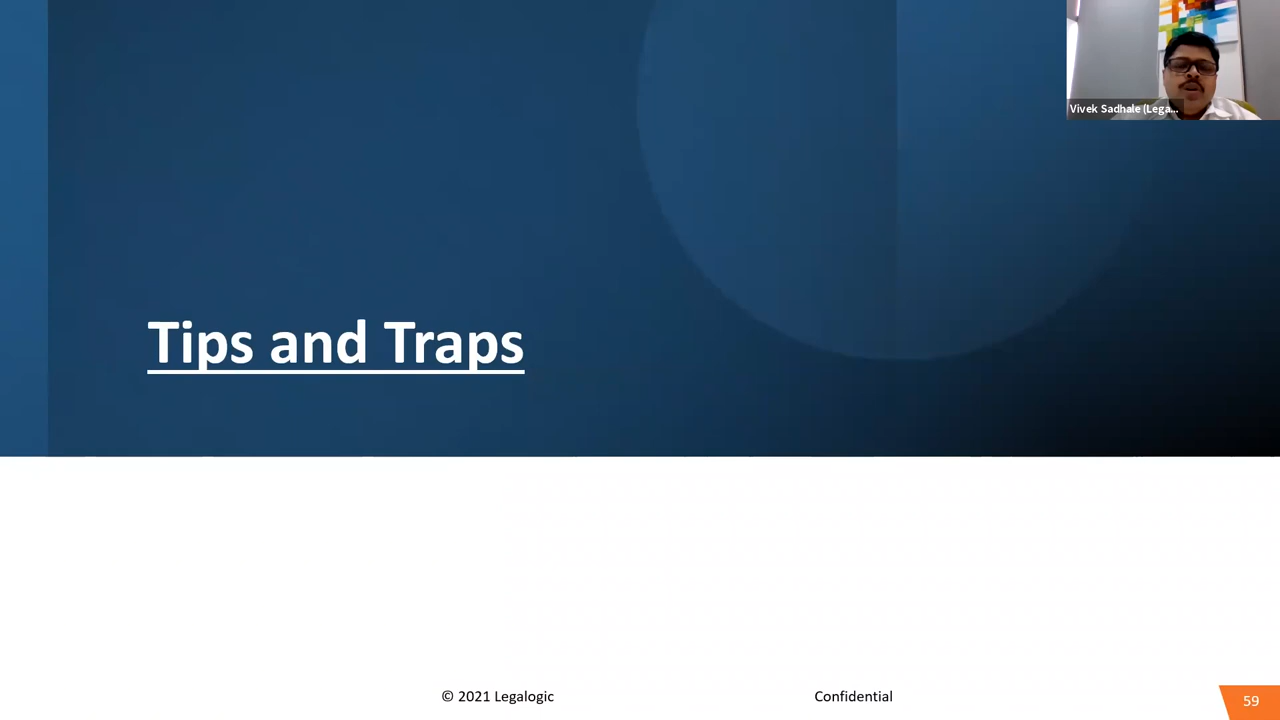 Vivek Sadhale (Lega...
Tips and Traps
© 2021 Legalogic
Confidential
59